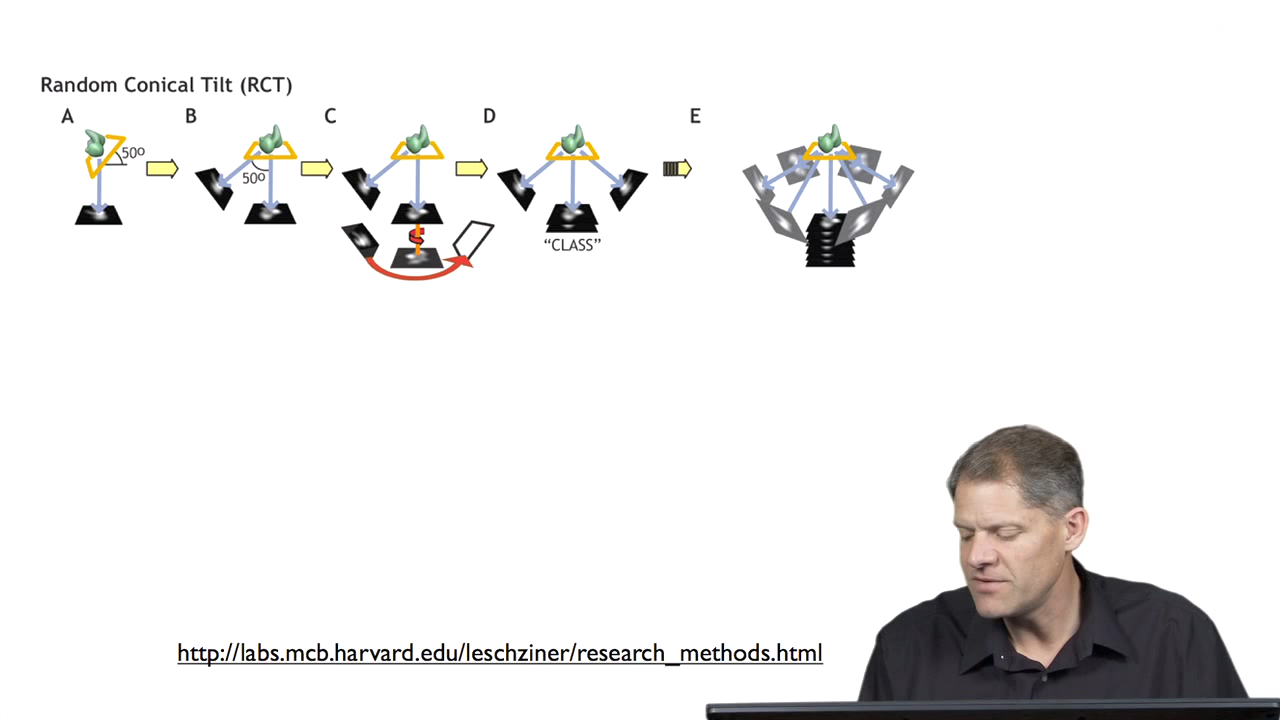 Random Conical Tilt (RCT)
A B C D E
50º
50º
"CLASS"
http://labs.mcb.harvard.edu/leschziner/research_methods.html